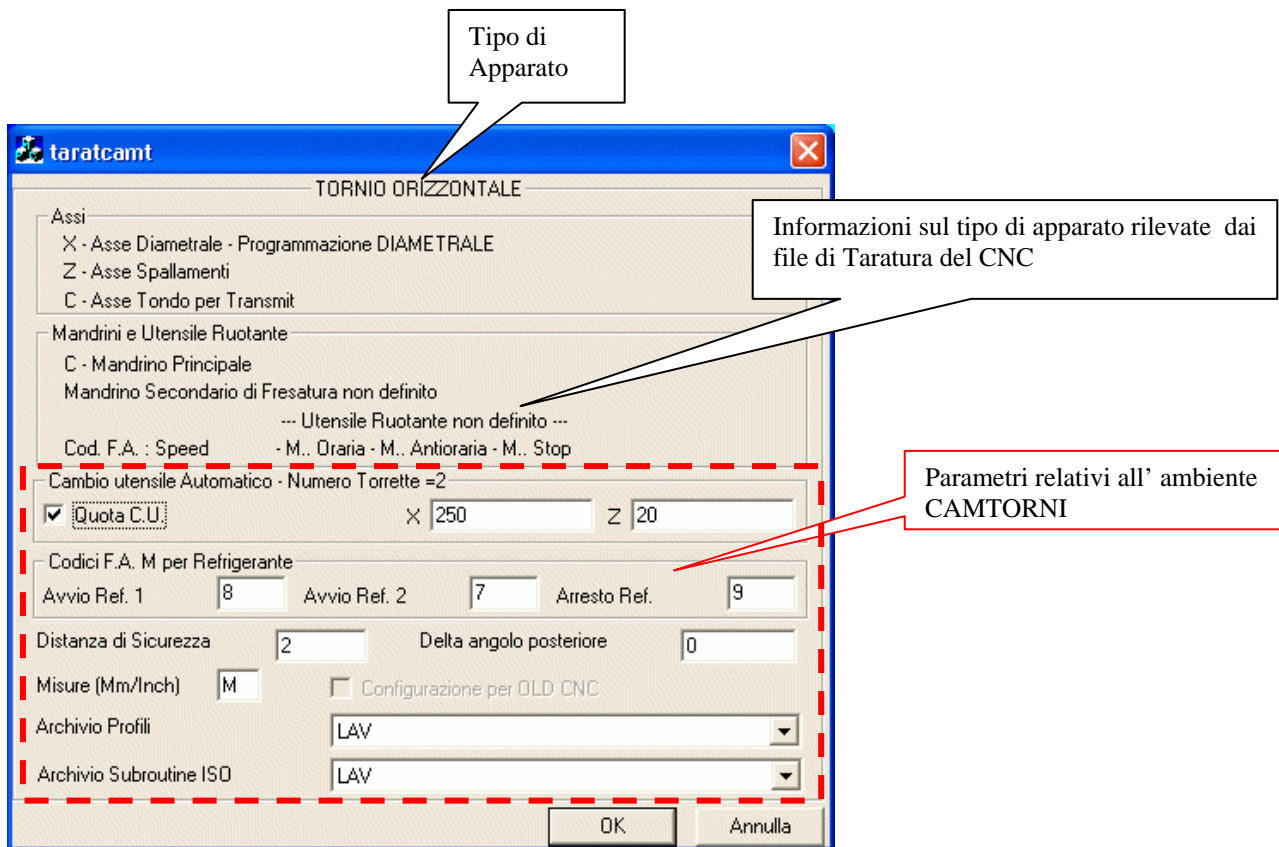 Tipo di
Apparato
taratcamt
TORNIO ORIZZONTALE
Assi
X - Asse Diametrale - Programmazione DIAMETRALE
Z - Asse Spallamenti
C - Asse Tondo per Transmit
Informazioni sul tipo di apparato rilevate dai
file di Taratura del CNC
Mandrini e Utensile Ruotante
C - Mandrino Principale
Mandrino Secondario di Fresatura non definito
--- Utensile Ruotante non definito ---
Cod. F.A. : Speed - M.. Oraria - M.. Antioraria - M.. Stop
Parametri relativi all' ambiente
CAMTORNI
Cambio utensile Automatico - Numero Torrette =2
Quota C.U. X 250 Z 20
Codici F.A. M per Refrigerante
Avvio Ref. 1 8 Avvio Ref. 2 7 Arresto Ref. 9
Distanza di Sicurezza 2 Delta angolo posteriore 0
Misure (Mm/Inch) M Configurazione per OLD CNC
Archivio Profili LAV
Archivio Subroutine ISO LAV
OK Annulla